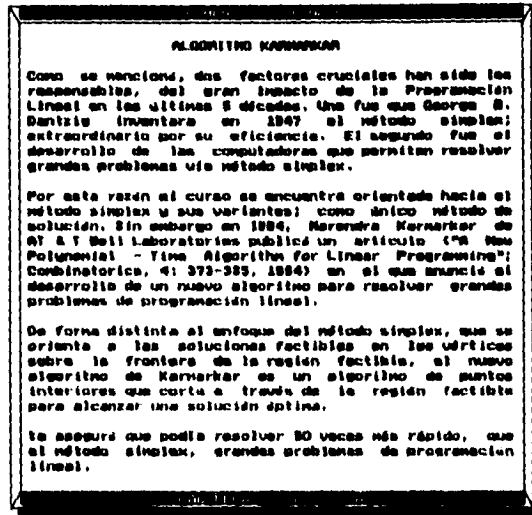 ALGORITMO KARMARKAR
Como se menciona, dos factores cruciales han sido los
responsables, del gran impacto de la Programación
Lineal en las ultimas 5 décadas. Una fue que George B.
Dantzig inventara en 1947 el método simplex;
extraordinario por su eficiencia. El segundo fue el
desarrollo de las computadoras que permiten resolver
grandes problemas vía método simplex.
Por esta razón el curso se encuentra orientado hacia el
método simplex y sus variantes; como único método de
solución. Sin embargo en 1984, Narendra Karmarkar de
AT & T Bell Laboratories publicó un artículo ("A New
Polynomial - Time Algorithm for Linear Programming";
Combinatorica, 4: 373-395, 1984) en el que anuncia el
desarrollo de un nuevo algoritmo para resolver grandes
problemas de programación lineal.
De forma distinta al enfoque del método simplex, que se
orienta a las soluciones factibles en los vértices
sobre la frontera de la región factible, el nuevo
algoritmo de Karmarkar es un algoritmo de puntos
interiores que corta a través de la región factible
para alcanzar una solución óptima.
Se aseguró que podía resolver 50 veces más rápido, que
el método simplex, grandes problemas de programación
lineal.